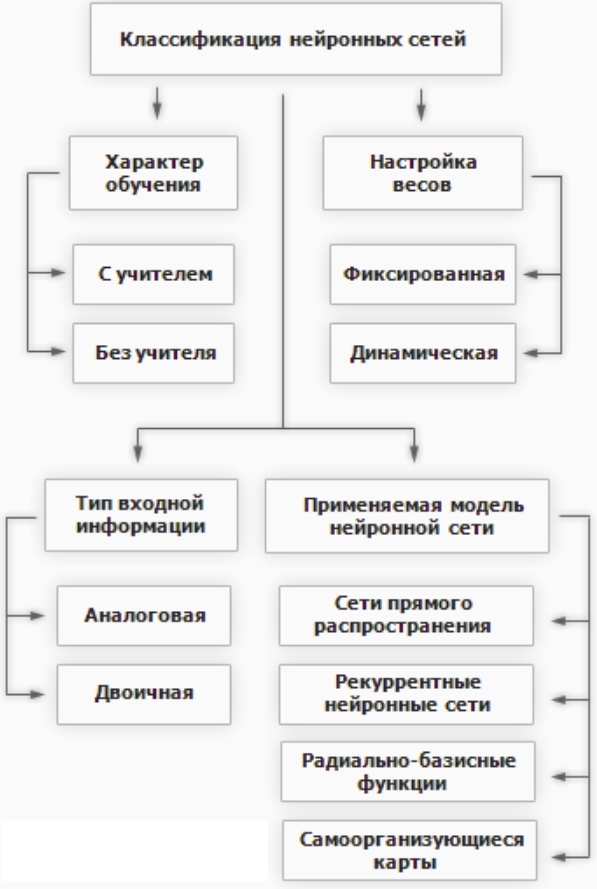 Классификация нейронных сетей
Характер
обучения
С учителем
Без учителя
Настройка
весов
Фиксированная
Динамическая
Тип входной
информации
Аналоговая
Двоичная
Применяемая модель
нейронной сети
Сети прямого
распространения
Рекуррентные
нейронные сети
Радиально-базисные
функции
Самоорганизующиеся
карты